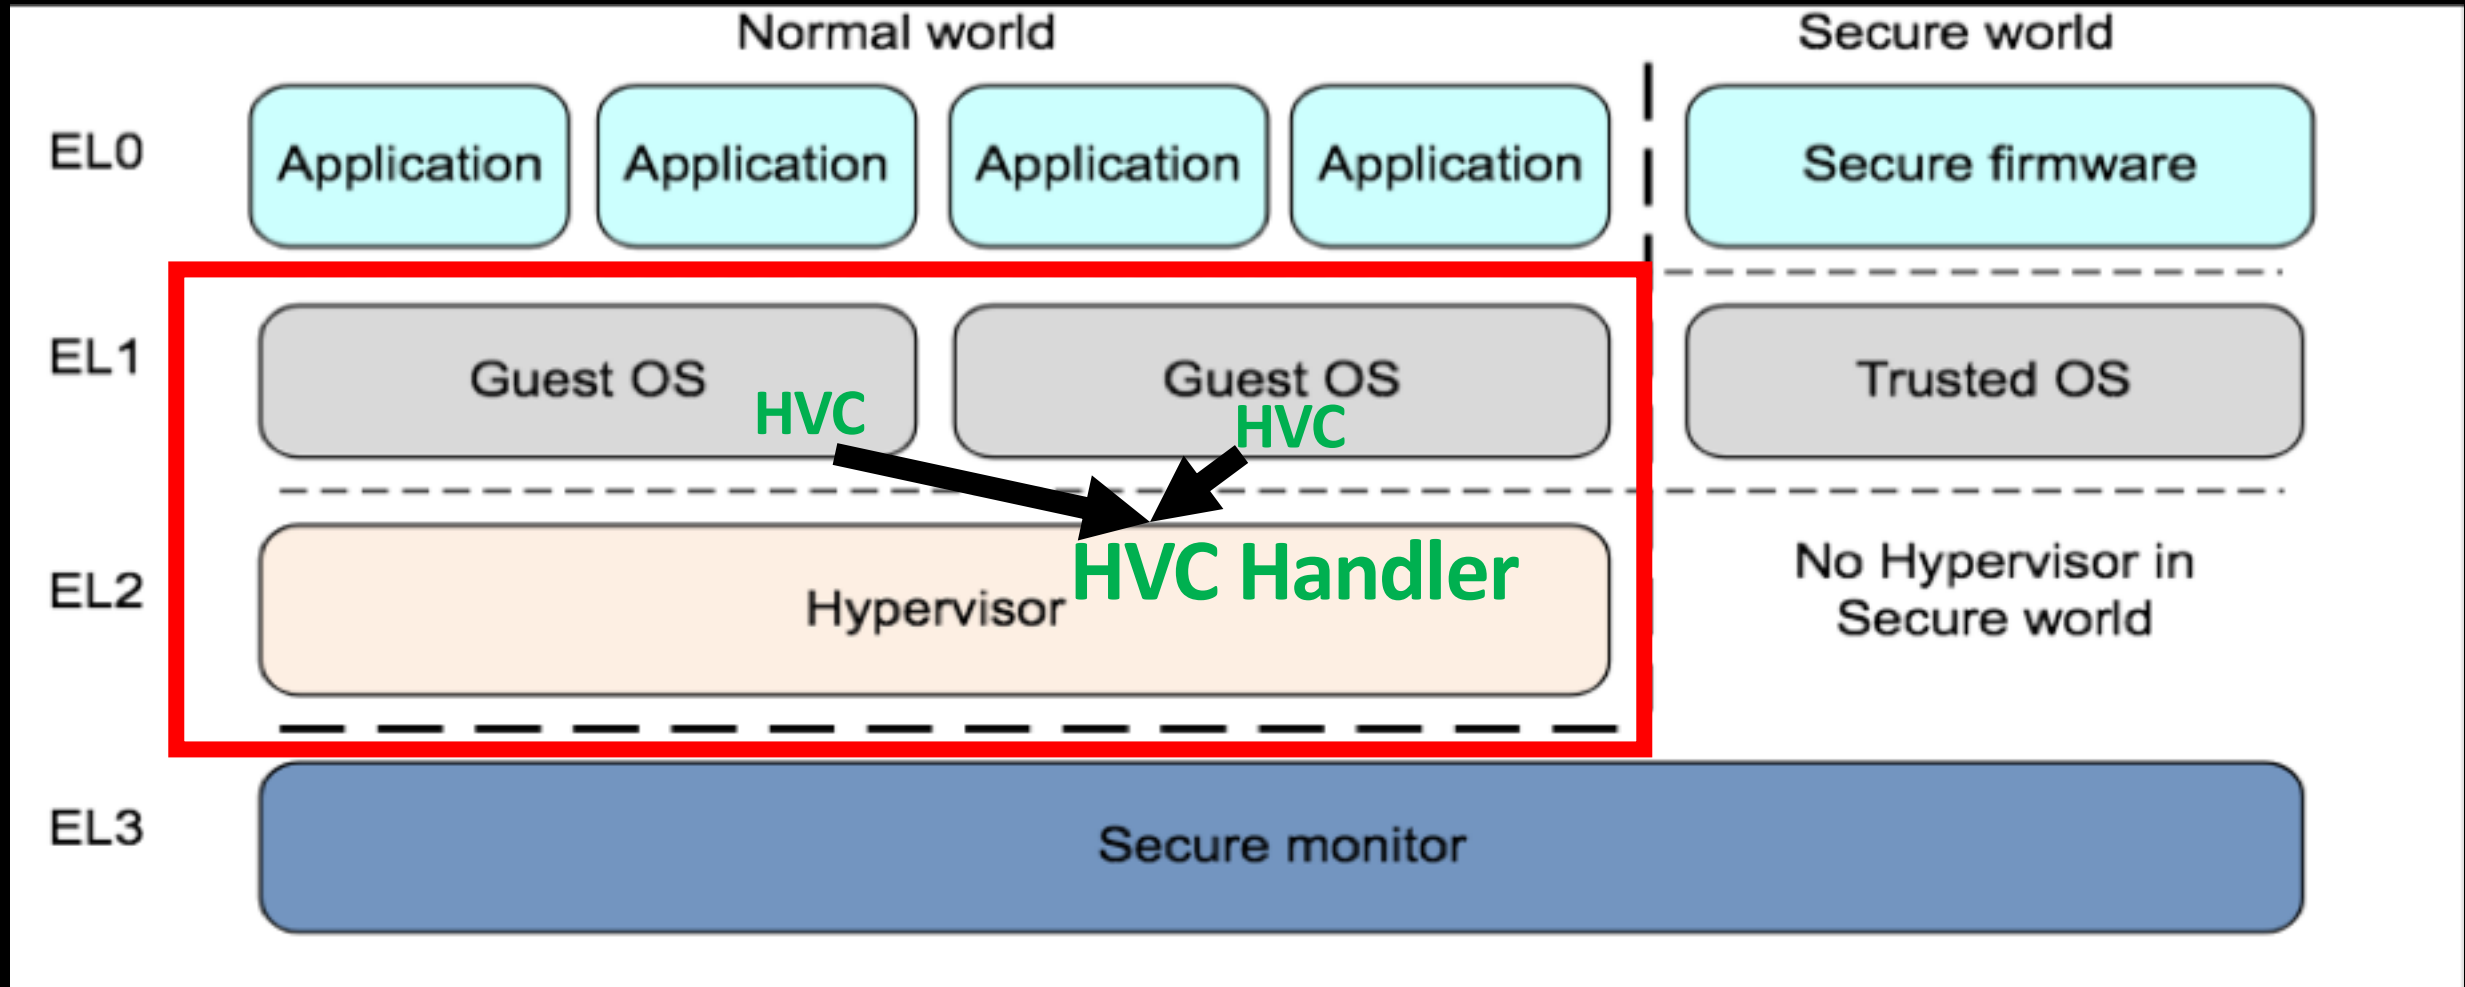 Normal world
Secure world
EL0
Application
Application
Application
Application
Secure firmware
EL1
Guest OS
HVC
Guest OS
HVC
Trusted OS
EL2
Hypervisor
HVC Handler
No Hypervisor in
Secure world
EL3
Secure monitor